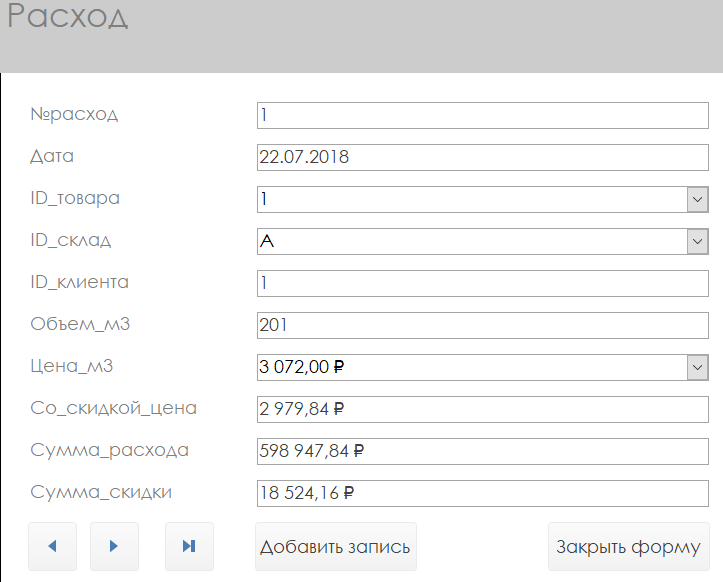 Расход
№расход 1
Дата 22.07.2018
ID_товара 1
ID_склад А
ID_клиента 1
Объем_м3 201
Цена_м3 3 072,00 ₽
Со_скидкой_цена 2 979,84 ₽
Сумма_расхода 598 947,84 ₽
Сумма_скидки 18 524,16 ₽
Добавить запись Закрыть форму